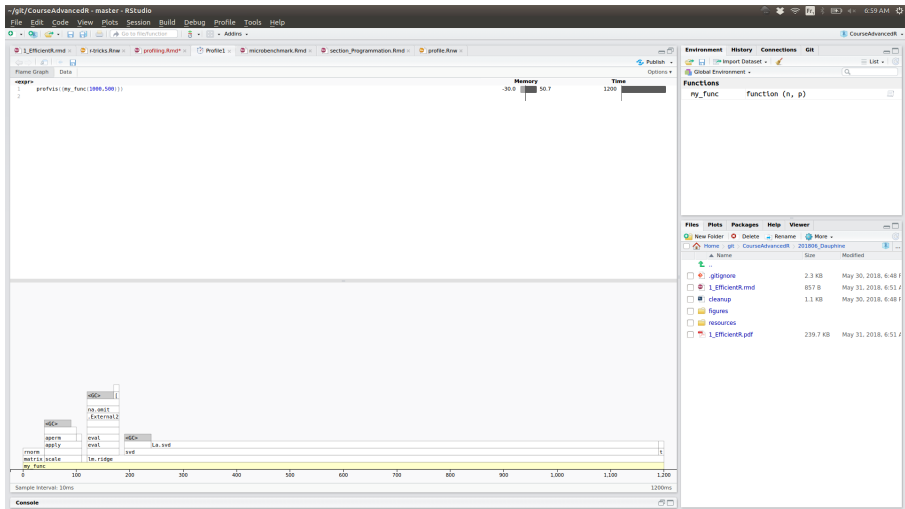 ~/git/CourseAdvancedR - master - RStudio
Fr
6:59 AM
File Edit Code View Plots Session Build Debug Profile Tools Help
Go to file/function
Addins
CourseAdvancedR
1_EfficientR.rmd
r-tricks.Rnw
profiling.Rmd*
Profile1
microbenchmark.Rmd
section_Programmation.Rmd
profile.Rnw
Publish
Flame Graph Data
Options
<expr> Memory Time
1 profvis({my_func(1000,500)}) -30.0 50.7 1200
2
<GC>
na.omit
.External2
<GC>
aperm eval <GC>
apply eval La.svd
rnorm svd t
matrix scale lm.ridge
my_func
0 100 200 300 400 500 600 700 800 900 1,000 1,100 1,200
Sample Interval: 10ms 1200ms
Console
Environment History Connections Git
Import Dataset
List
Global Environment
Functions
my_func function (n, p)
Files Plots Packages Help Viewer
New Folder Delete Rename More
Home git CourseAdvancedR 201806_Dauphine
Name Size Modified
..
.gitignore 2.3 KB May 30, 2018, 6:48
1_EfficientR.rmd 857 B May 31, 2018, 6:51
cleanup 1.1 KB May 30, 2018, 6:48
figures
resources
1_EfficientR.pdf 239.7 KB May 31, 2018, 6:51